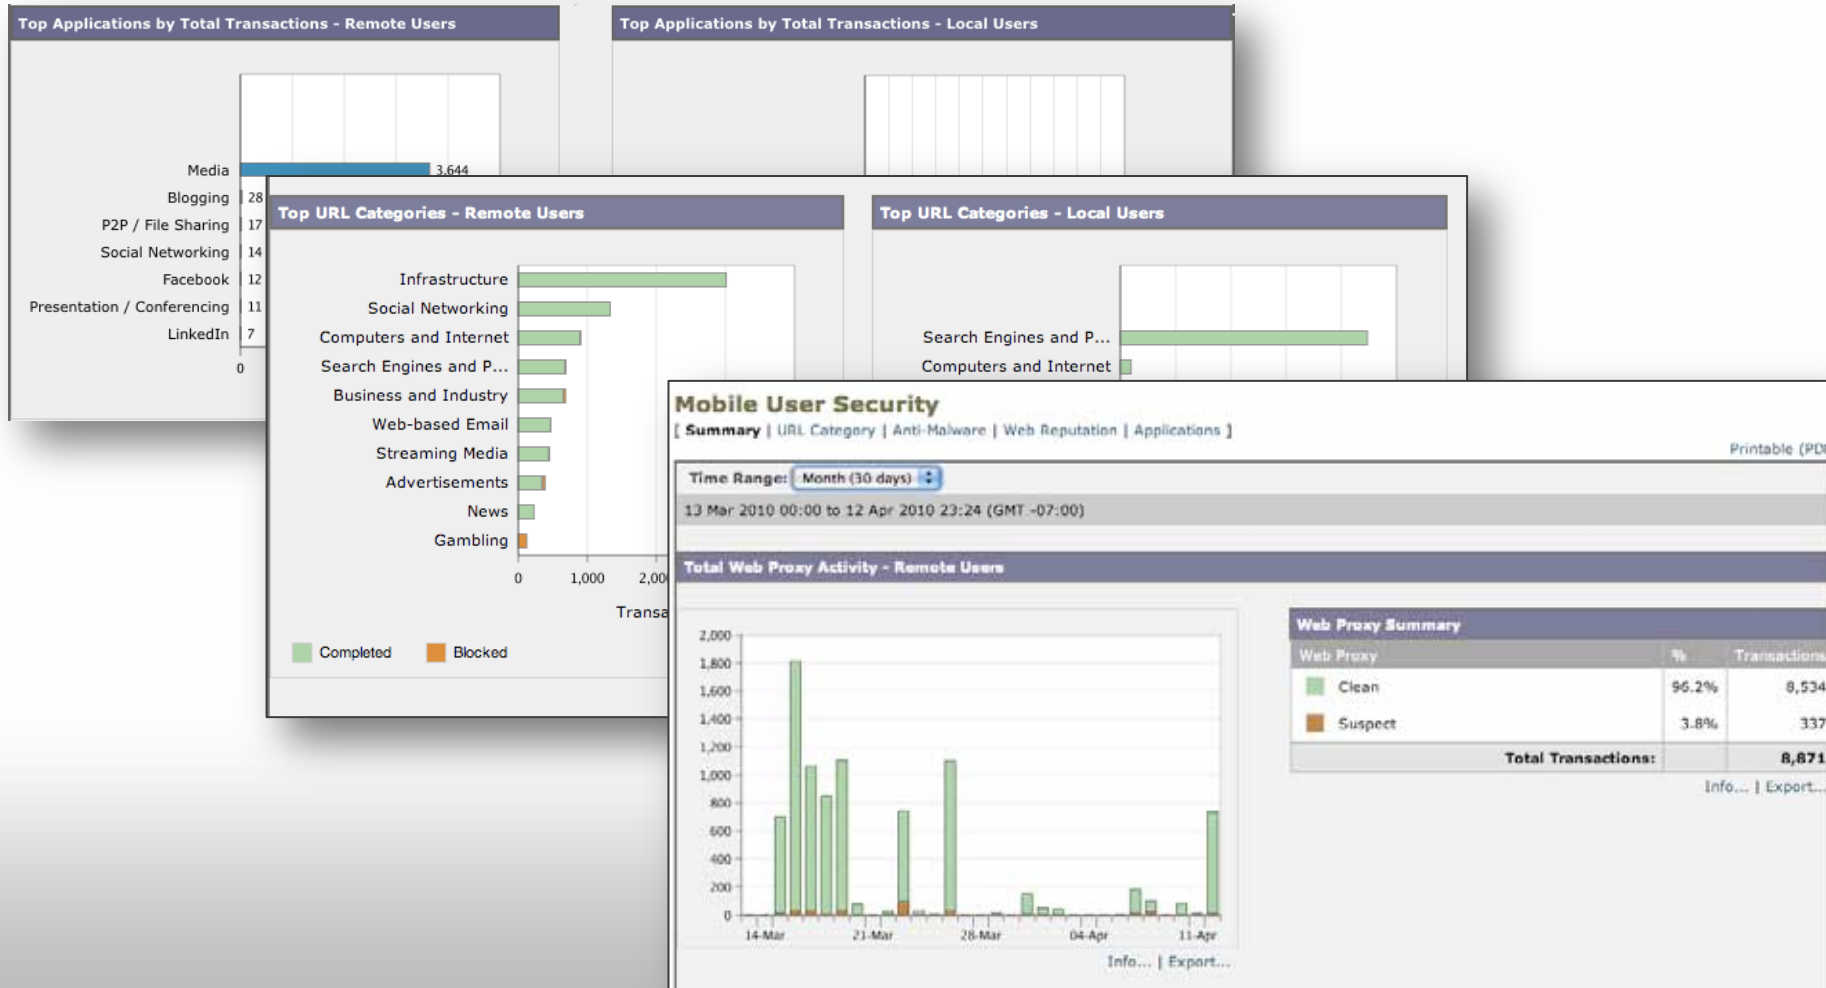 Top Applications by Total Transactions - Remote Users
Top Applications by Total Transactions - Local Users
Media
3,644
Blogging
28
P2P / File Sharing
17
Social Networking
14
Facebook
12
Presentation / Conferencing
11
LinkedIn
7
0
Top URL Categories - Remote Users
Infrastructure
Social Networking
Computers and Internet
Search Engines and P...
Business and Industry
Web-based Email
Streaming Media
Advertisements
News
Gambling
0 1,000 2,00
Transa
Completed Blocked
Top URL Categories - Local Users
Search Engines and P...
Computers and Internet
Mobile User Security
[ Summary | URL Category | Anti-Malware | Web Reputation | Applications ]
Printable (PD
Time Range: Month (30 days)
13 Mar 2010 00:00 to 12 Apr 2010 23:24 (GMT -07:00)
Total Web Proxy Activity - Remote Users
2,000
1,800
1,600
1,400
1,200
1,000
800
600
400
200
0
14-Mar 21-Mar 28-Mar 04-Apr 11-Apr
Info... | Export...
Web Proxy Summary
Web Proxy % Transactions
Clean 96.2% 8,534
Suspect 3.8% 337
Total Transactions: 8,871
Info... | Export...